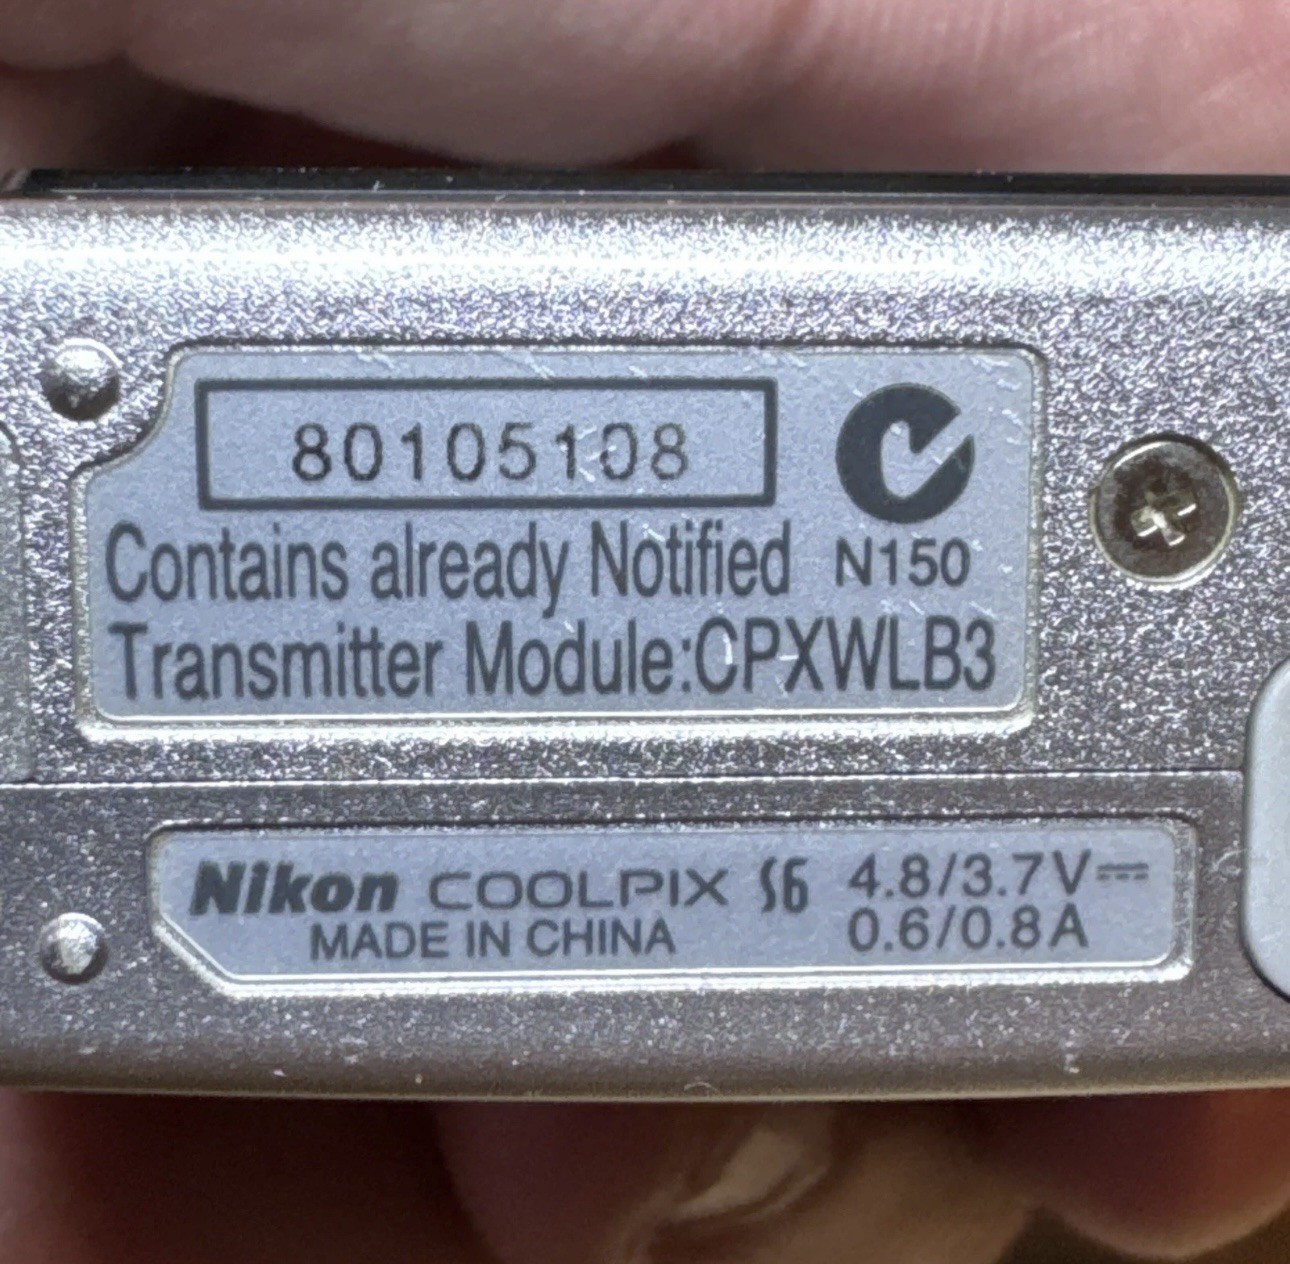 80105108
Contains already Notified N150
Transmitter Module:CPXWLB3
Nikon COOLPIX S6 4.8/3.7V⎓
MADE IN CHINA 0.6/0.8A